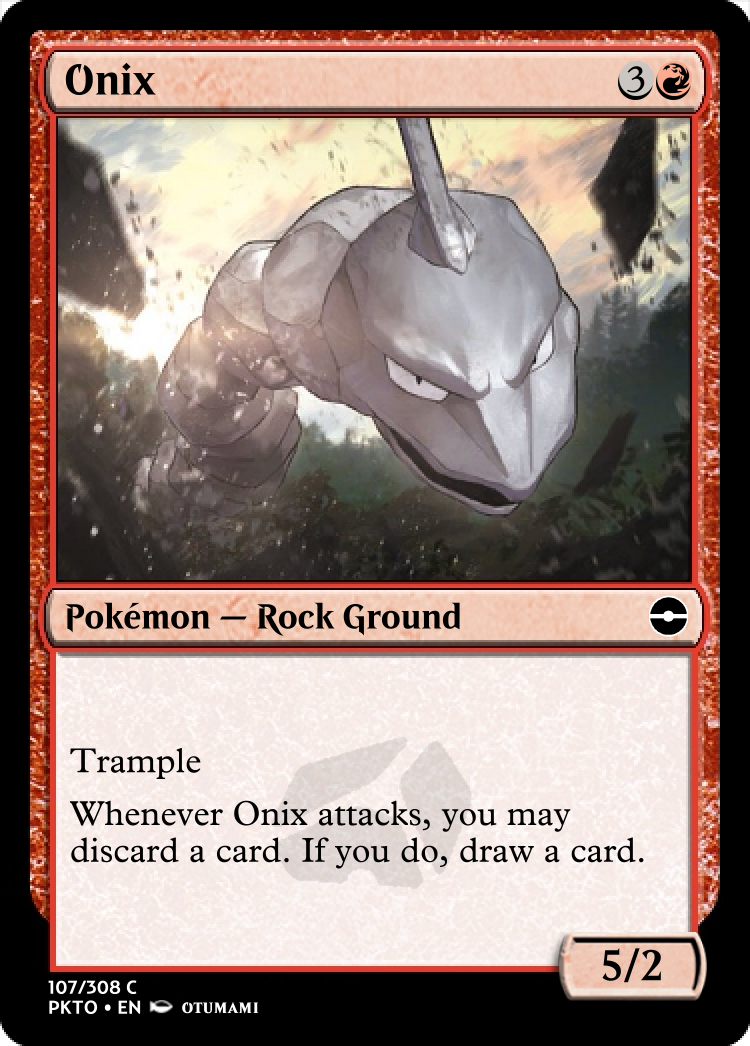 Onix 3
Pokémon — Rock Ground
Trample
Whenever Onix attacks, you may
discard a card. If you do, draw a card.
5/2
107/308 C
PKTO • EN OTUMAMI